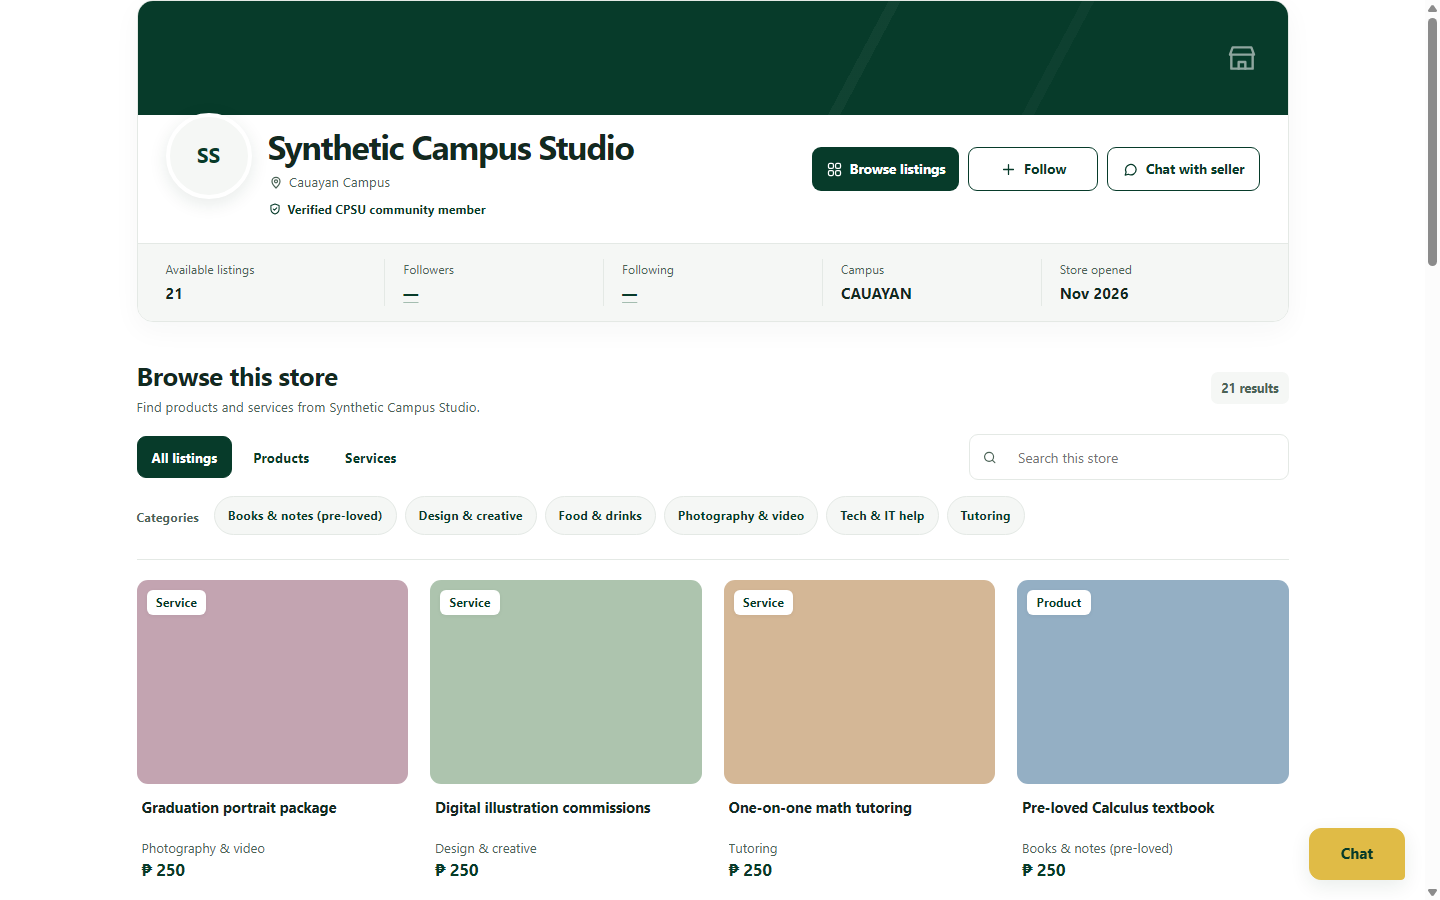 SS
Synthetic Campus Studio
Cauayan Campus
Verified CPSU community member
Browse listings
Follow
Chat with seller
Available listings
21
Followers
—
Following
—
Campus
CAUAYAN
Store opened
Nov 2026
Browse this store
Find products and services from Synthetic Campus Studio.
21 results
All listings
Products
Services
Search this store
Categories
Books & notes (pre-loved)
Design & creative
Food & drinks
Photography & video
Tech & IT help
Tutoring
Service
Service
Service
Product
Graduation portrait package
Photography & video
₱ 250
Digital illustration commissions
Design & creative
₱ 250
One-on-one math tutoring
Tutoring
₱ 250
Pre-loved Calculus textbook
Books & notes (pre-loved)
₱ 250
Chat